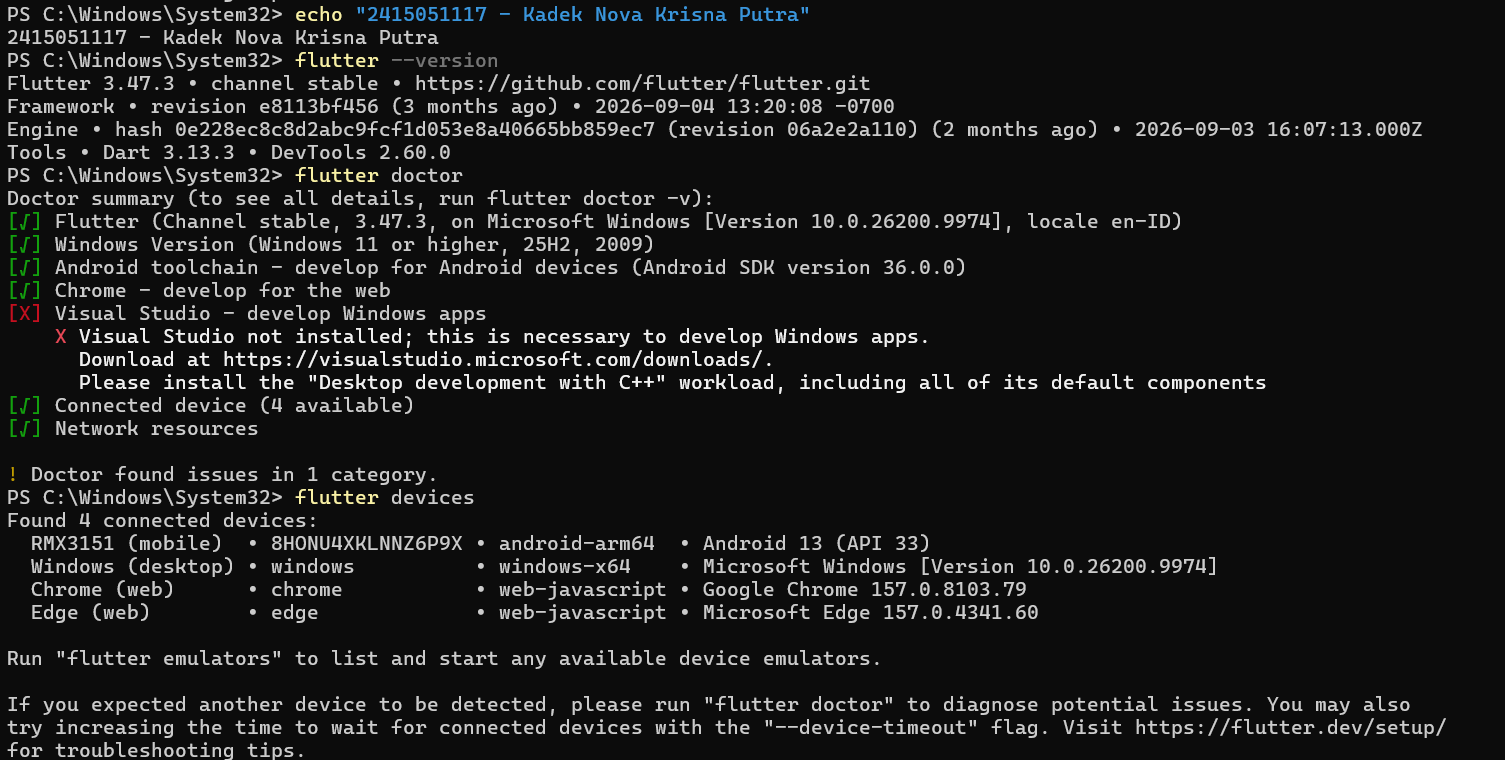 PS C:\Windows\System32> echo "2415051117 - Kadek Nova Krisna Putra"
2415051117 - Kadek Nova Krisna Putra
PS C:\Windows\System32> flutter --version
Flutter 3.47.3 • channel stable • https://github.com/flutter/flutter.git
Framework • revision e8113bf456 (3 months ago) • 2026-09-04 13:20:08 -0700
Engine • hash 0e228ec8c8d2abc9fcf1d053e8a40665bb859ec7 (revision 06a2e2a110) (2 months ago) • 2026-09-03 16:07:13.000Z
Tools • Dart 3.13.3 • DevTools 2.60.0
PS C:\Windows\System32> flutter doctor
Doctor summary (to see all details, run flutter doctor -v):
[√] Flutter (Channel stable, 3.47.3, on Microsoft Windows [Version 10.0.26200.9974], locale en-ID)
[√] Windows Version (Windows 11 or higher, 25H2, 2009)
[√] Android toolchain - develop for Android devices (Android SDK version 36.0.0)
[√] Chrome - develop for the web
[X] Visual Studio - develop Windows apps
    X Visual Studio not installed; this is necessary to develop Windows apps.
      Download at https://visualstudio.microsoft.com/downloads/.
      Please install the "Desktop development with C++" workload, including all of its default components
[√] Connected device (4 available)
[√] Network resources

! Doctor found issues in 1 category.
PS C:\Windows\System32> flutter devices
Found 4 connected devices:
  RMX3151 (mobile)  • 8HONU4XKLNNZ6P9X • android-arm64  • Android 13 (API 33)
  Windows (desktop) • windows          • windows-x64    • Microsoft Windows [Version 10.0.26200.9974]
  Chrome (web)      • chrome           • web-javascript • Google Chrome 157.0.8103.79
  Edge (web)        • edge             • web-javascript • Microsoft Edge 157.0.4341.60

Run "flutter emulators" to list and start any available device emulators.

If you expected another device to be detected, please run "flutter doctor" to diagnose potential issues. You may also
try increasing the time to wait for connected devices with the "--device-timeout" flag. Visit https://flutter.dev/setup/
for troubleshooting tips.